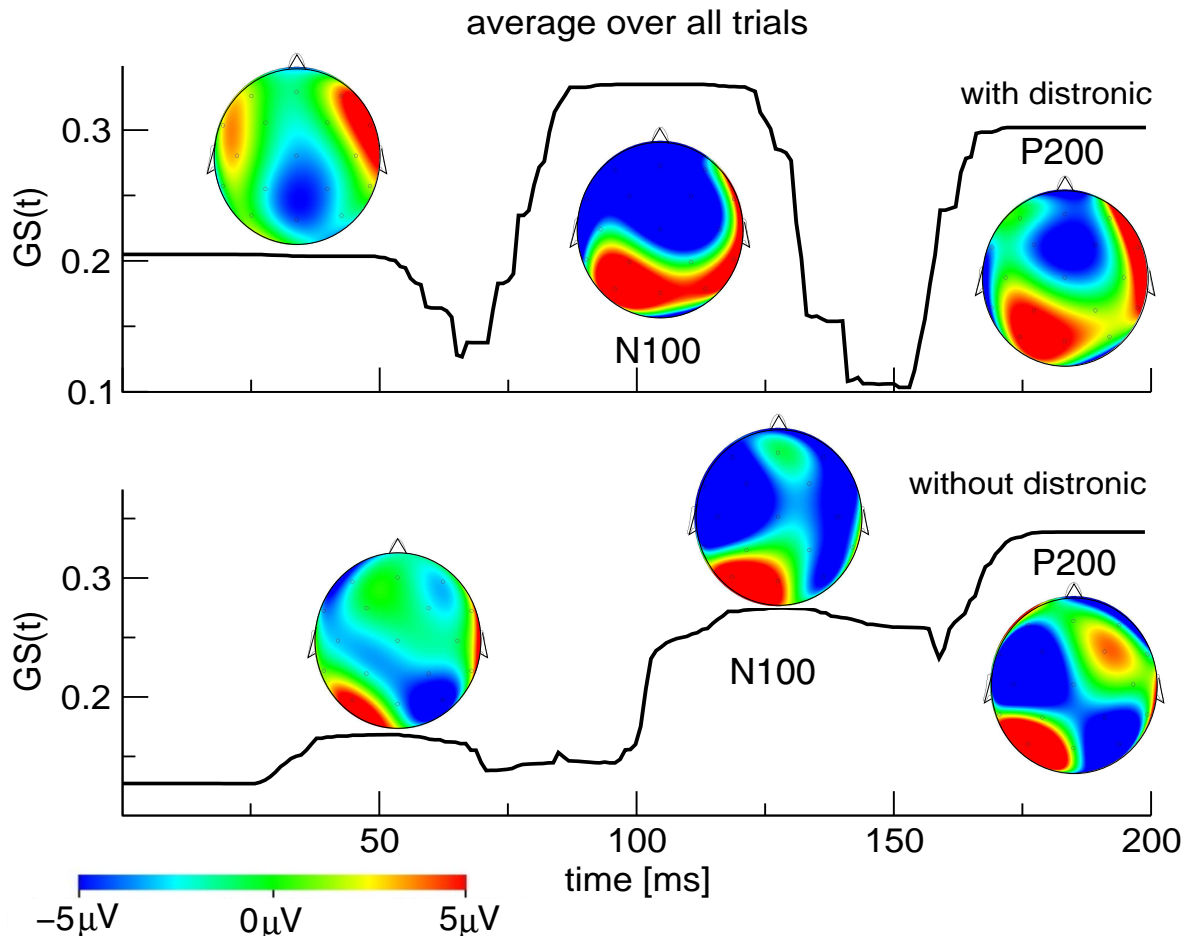 average over all trials
with distronic
0.3
P200
GS(t)
0.2
N100
0.1
without distronic
P200
0.3
GS(t)
N100
0.2
50
100
150
200
time [ms]
−5μV
0μV
5μV